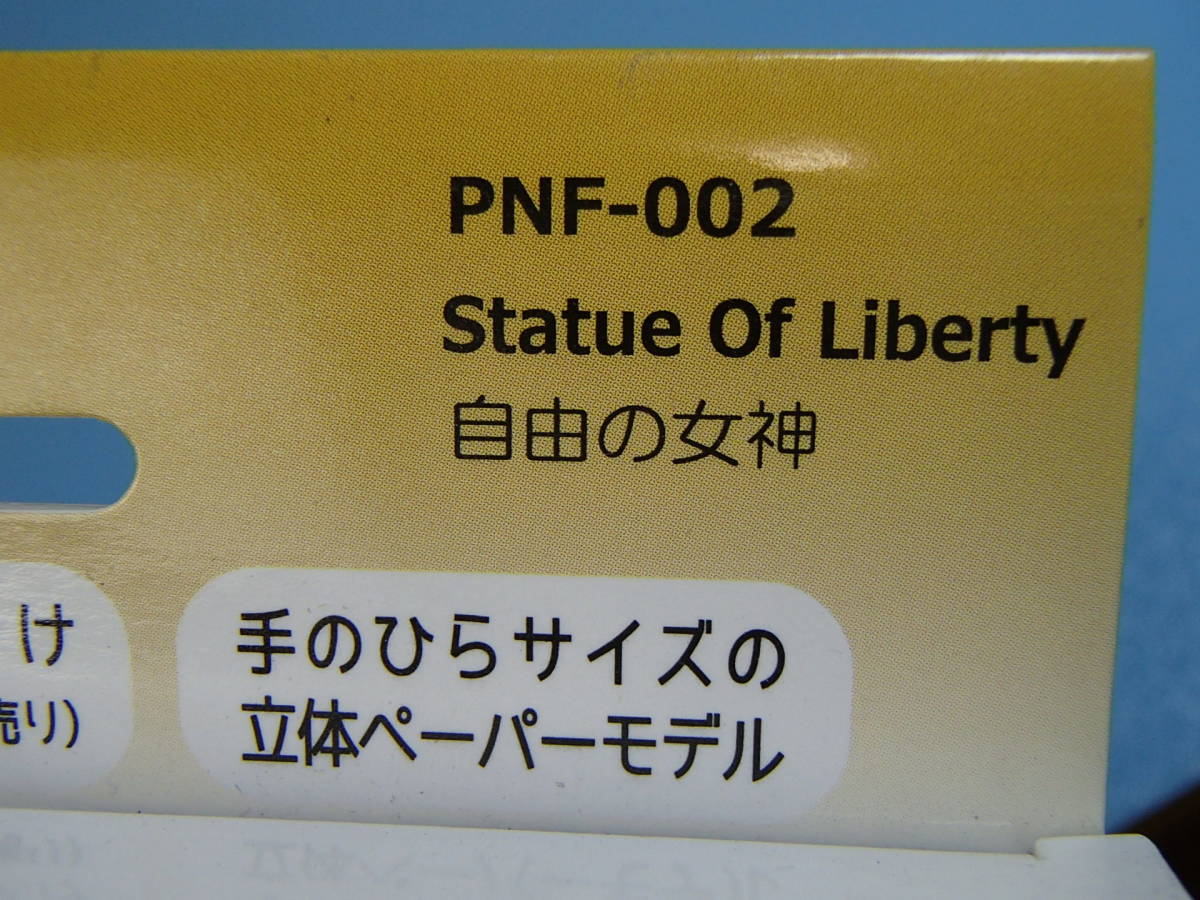 PNF-002
Statue Of Liberty
自由の女神
け
売り)
手のひらサイズの
立体ペーパーモデル